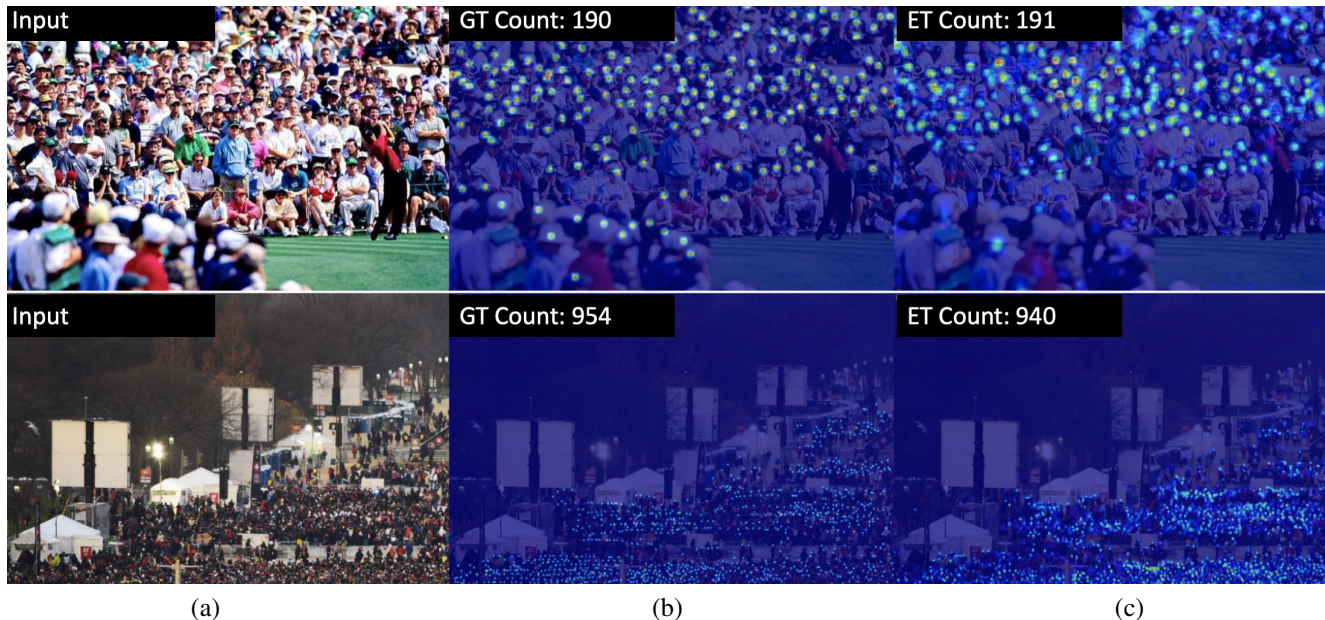 Input
GT Count: 190
ET Count: 191
Input
GT Count: 954
ET Count: 940
(a)
(b)
(c)